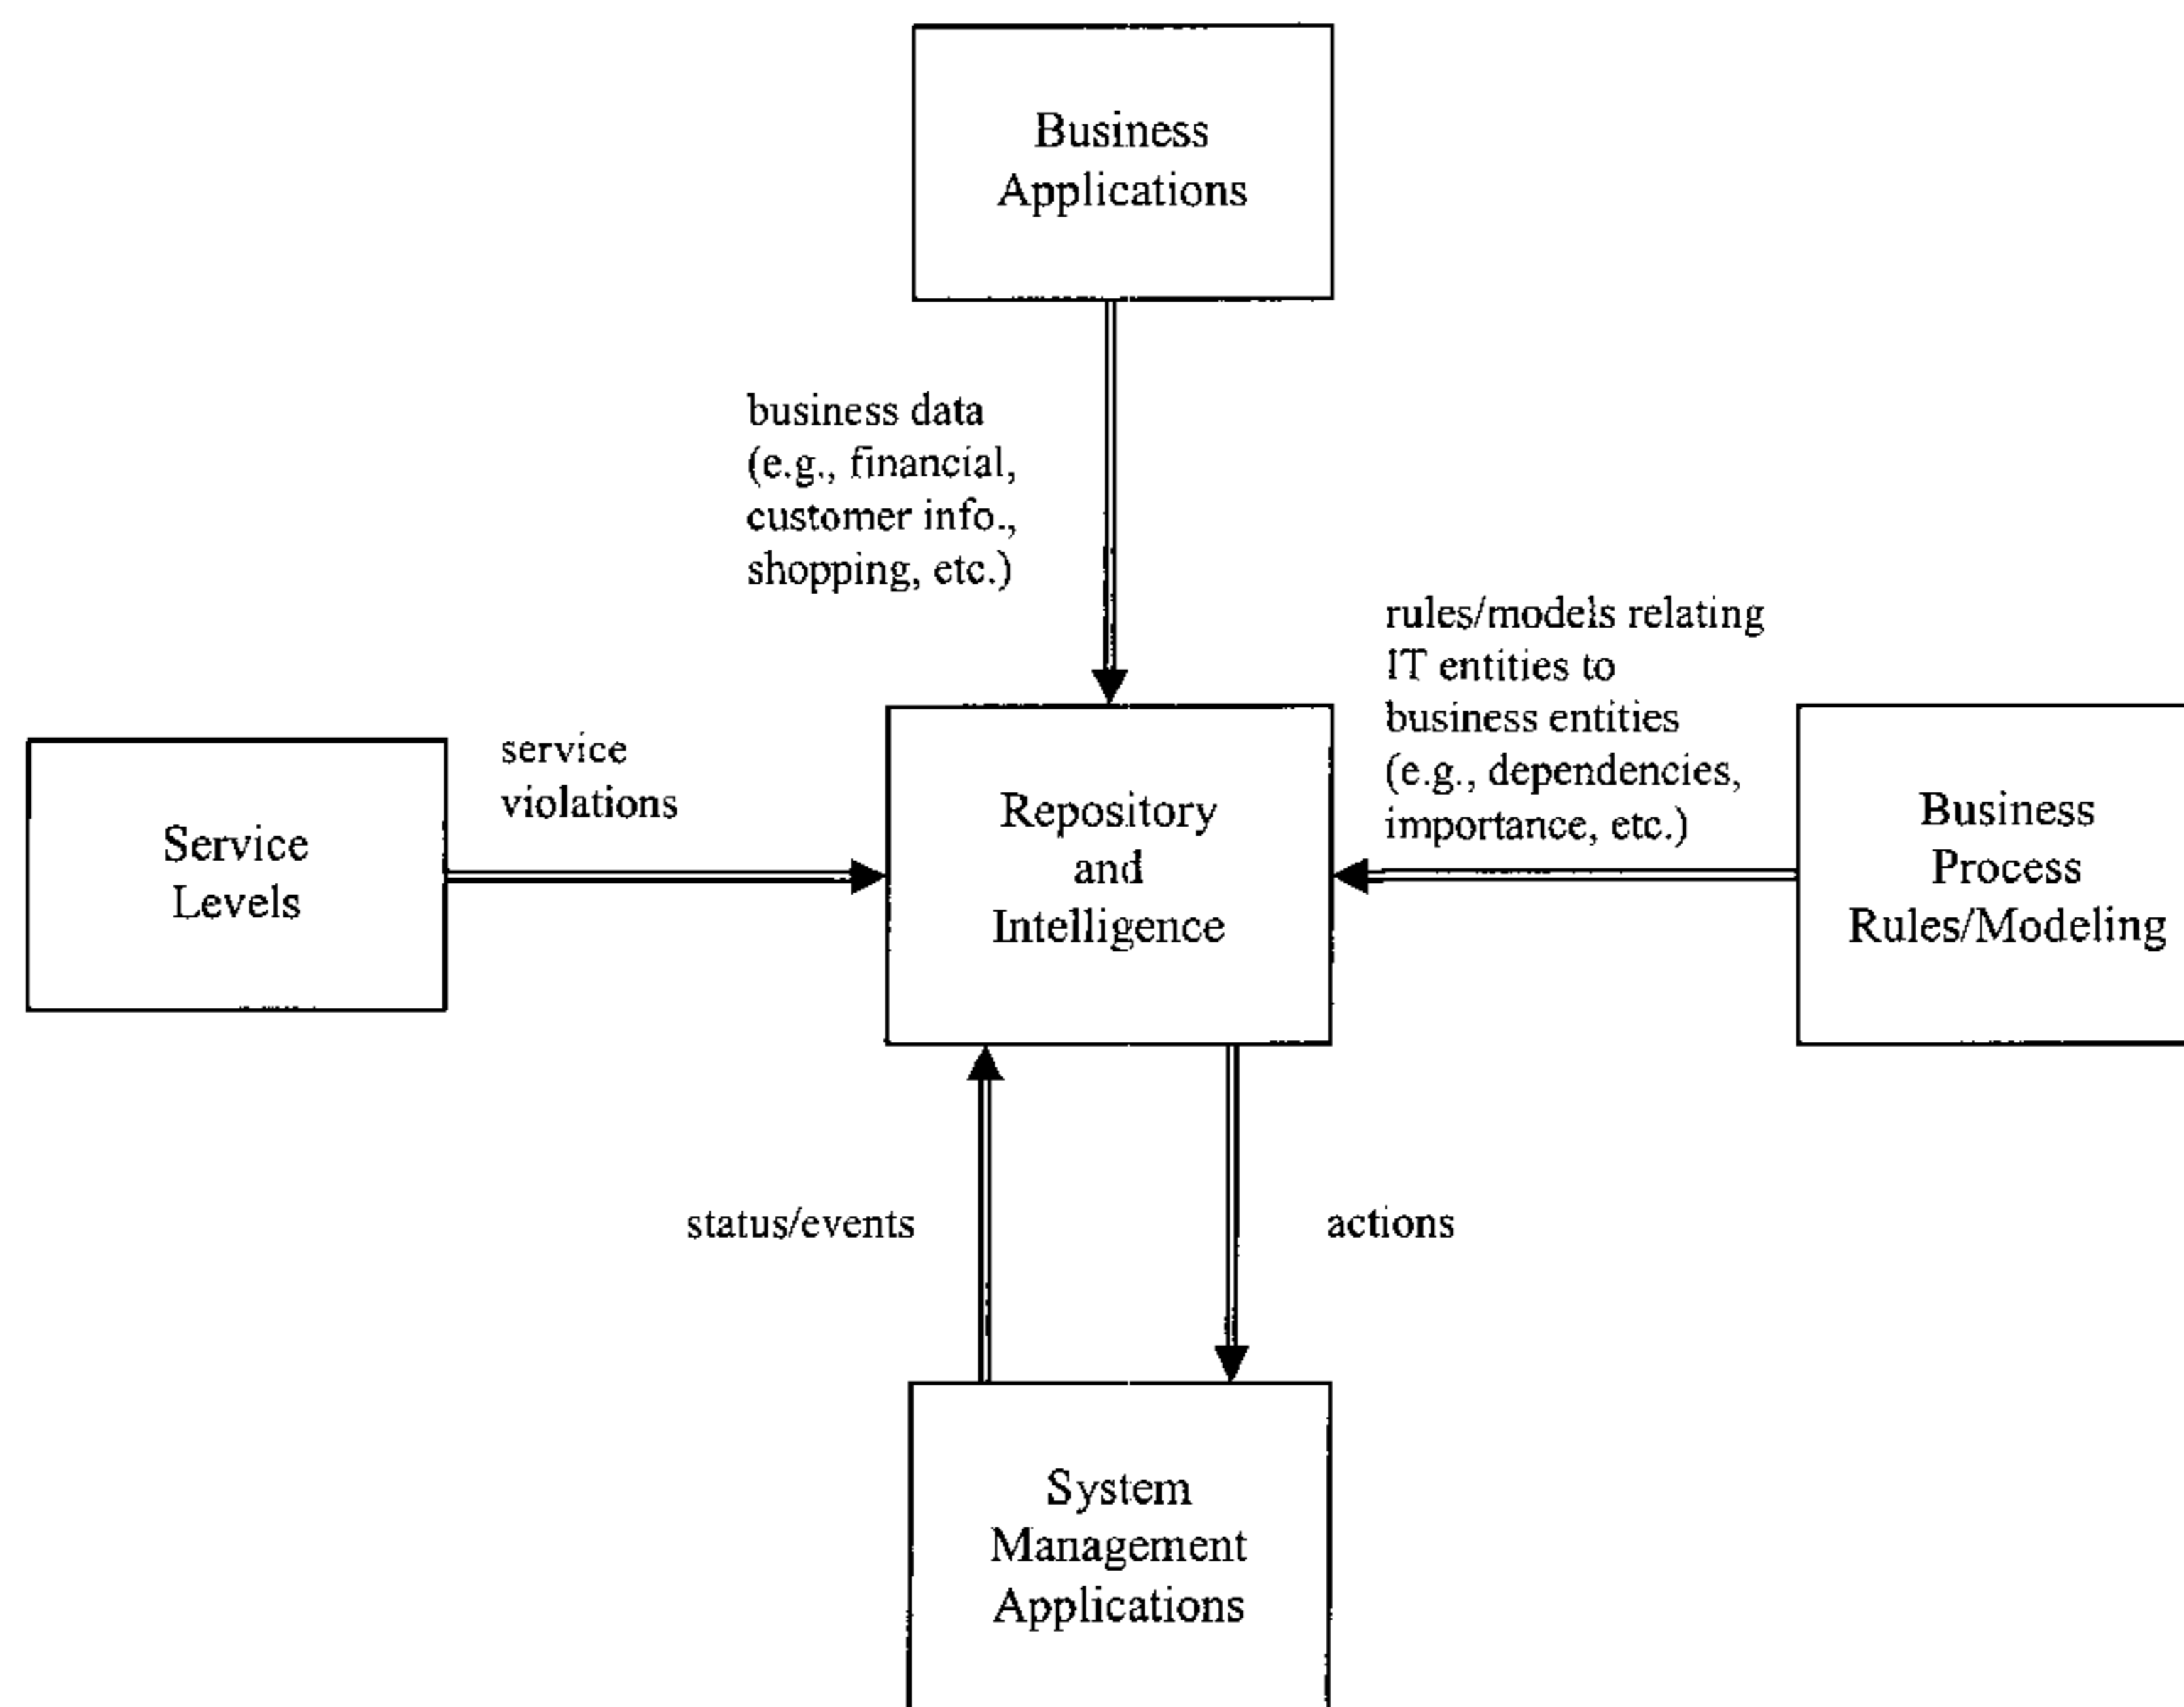 Business
Applications
business data
(e.g., financial,
customer info.,
shopping, etc.)
rules/models relating
IT entities to
business entities
(e.g., dependencies,
importance, etc.)
service
violations
Service
Levels
Repository
and
Intelligence
Business
Process
Rules/Modeling
status/events
actions
System
Management
Applications